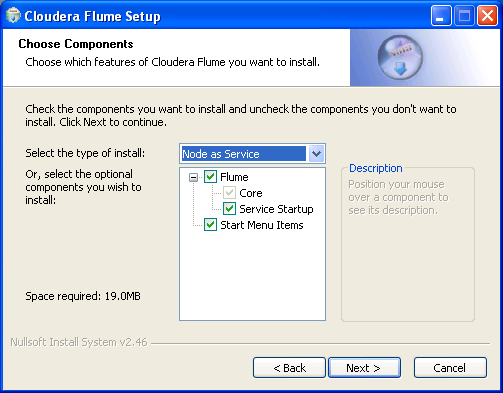 Cloudera Flume Setup
Choose Components
Choose which features of Cloudera Flume you want to install.
Check the components you want to install and uncheck the components you don't want to
install. Click Next to continue.
Select the type of install:
Node as Service
Or, select the optional
components you wish to
install:
Flume
Core
Service Startup
Start Menu Items
Description
Position your mouse
over a component to
see its description.
Space required: 19.0MB
Nullsoft Install System v2.46
< Back
Next >
Cancel